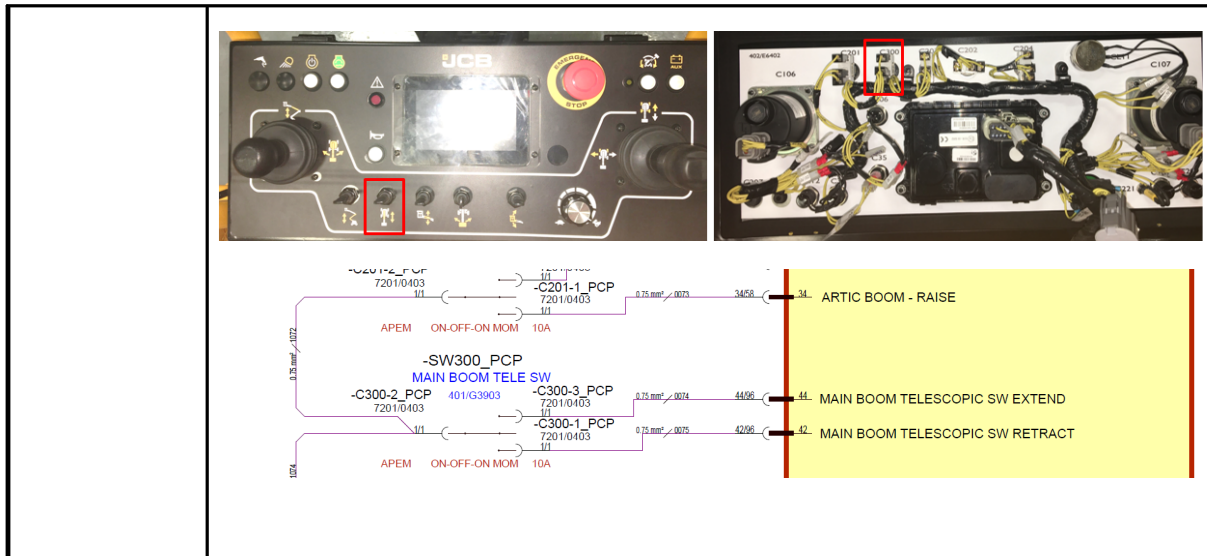 JCB
EMERGENCY
STOP
AUX
402/E6402
C201
C300
C202
C204
C106
C107
C35
-C201-2_PCP
7201/0403
1/1
1/1
-C201-1_PCP
7201/0403
1/1
0.75 mm² 0073
34/58
34
ARTIC BOOM - RAISE
APEM ON-OFF-ON MOM 10A
0.75 mm² 1072
-SW300_PCP
MAIN BOOM TELE SW
401/G3903
-C300-2_PCP
7201/0403
1/1
-C300-3_PCP
7201/0403
1/1
0.75 mm² 0074
44/96
44
MAIN BOOM TELESCOPIC SW EXTEND
-C300-1_PCP
7201/0403
1/1
0.75 mm² 0075
42/96
42
MAIN BOOM TELESCOPIC SW RETRACT
APEM ON-OFF-ON MOM 10A
1074